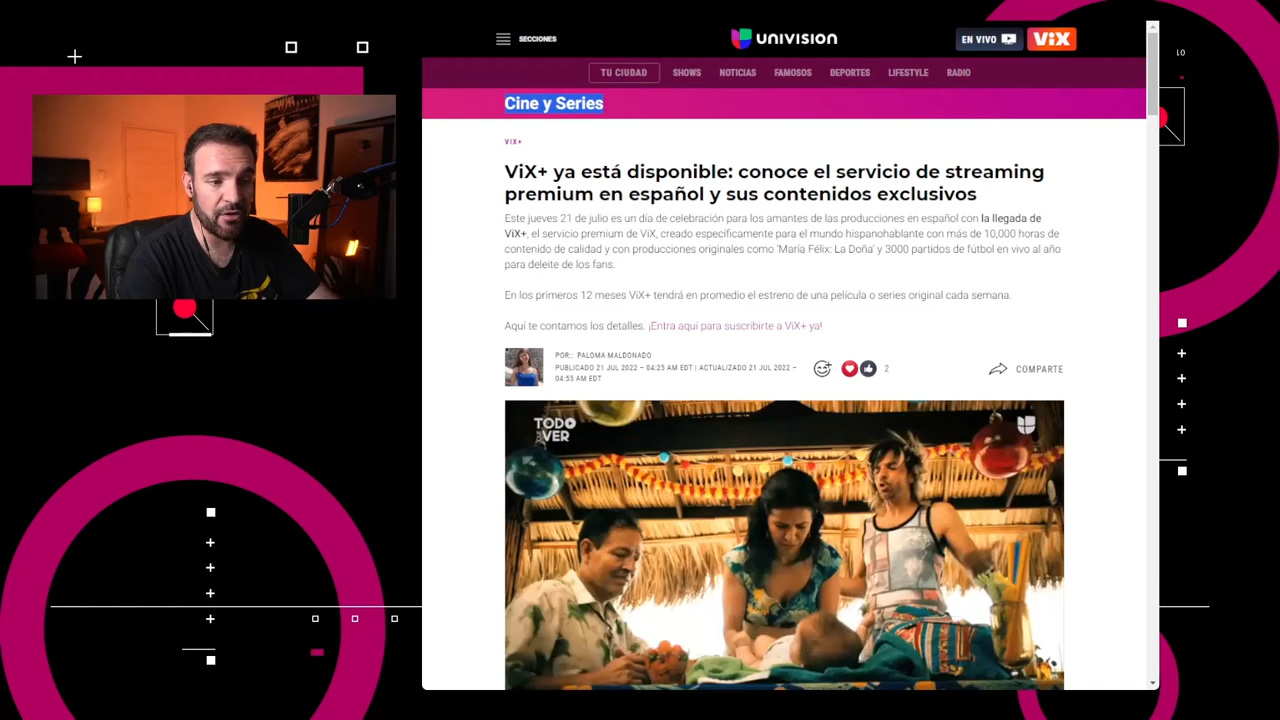 SECCIONES
UNIVISION
EN VIVO
ViX
TU CIUDAD
SHOWS
NOTICIAS
FAMOSOS
DEPORTES
LIFESTYLE
RADIO
Cine y Series
VIX+
ViX+ ya está disponible: conoce el servicio de streaming
premium en español y sus contenidos exclusivos
Este jueves 21 de julio es un día de celebración para los amantes de las producciones en español con la llegada de
ViX+, el servicio premium de ViX, creado específicamente para el mundo hispanohablante con más de 10,000 horas de
contenido de calidad y con producciones originales como 'María Félix: La Doña' y 3000 partidos de fútbol en vivo al año
para deleite de los fans.
En los primeros 12 meses ViX+ tendrá en promedio el estreno de una película o series original cada semana.
Aquí te contamos los detalles. ¡Entra aquí para suscribirte a ViX+ ya!
POR:: PALOMA MALDONADO
PUBLICADO 21 JUL 2022 – 04:25 AM EDT | ACTUALIZADO 21 JUL 2022 –
04:55 AM EDT
2
COMPARTE
TODO
VER